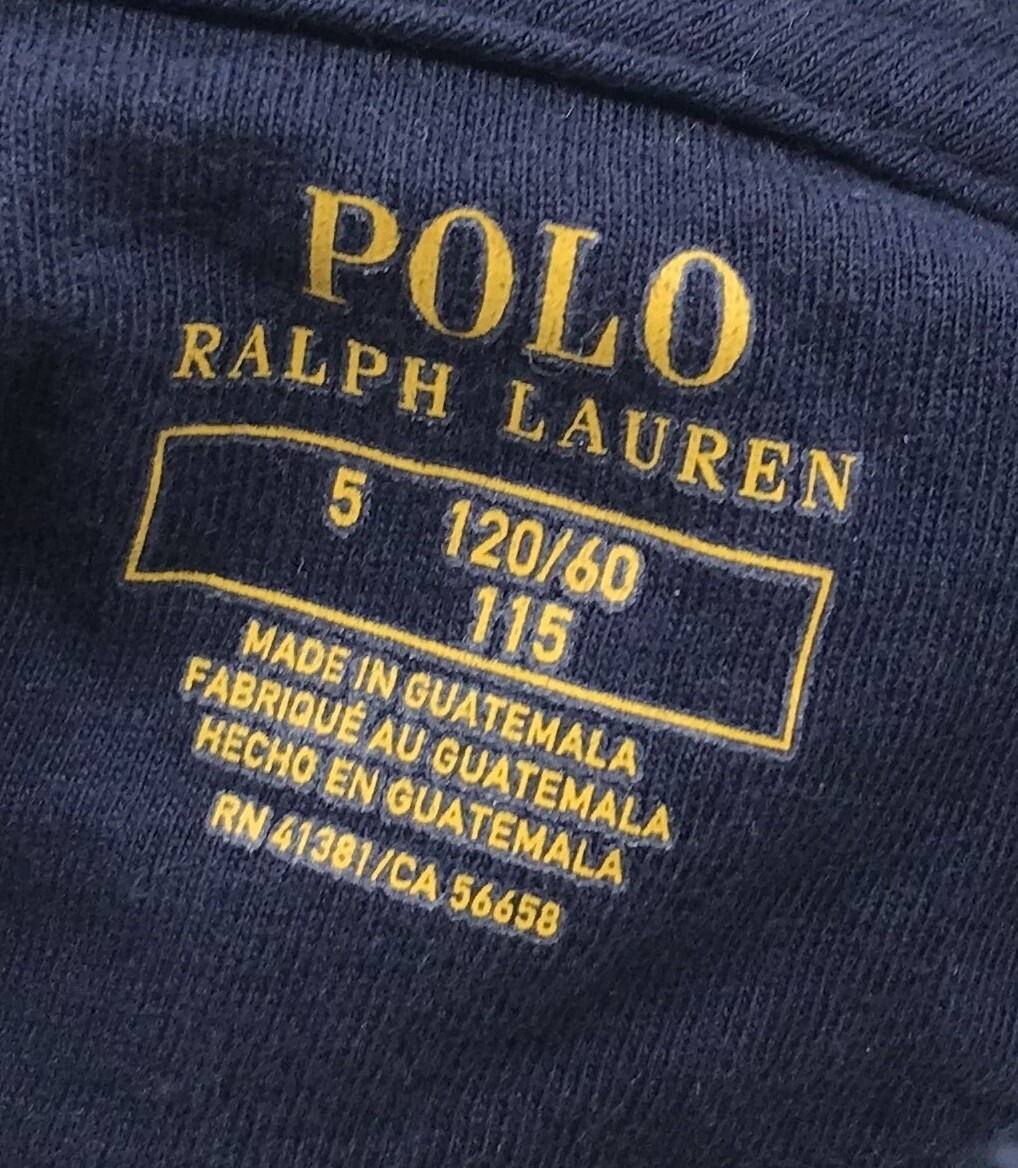 POLO
RALPH LAUREN
5 120/60
115
MADE IN GUATEMALA
FABRIQUÉ AU GUATEMALA
HECHO EN GUATEMALA
RN 41381/CA 56658